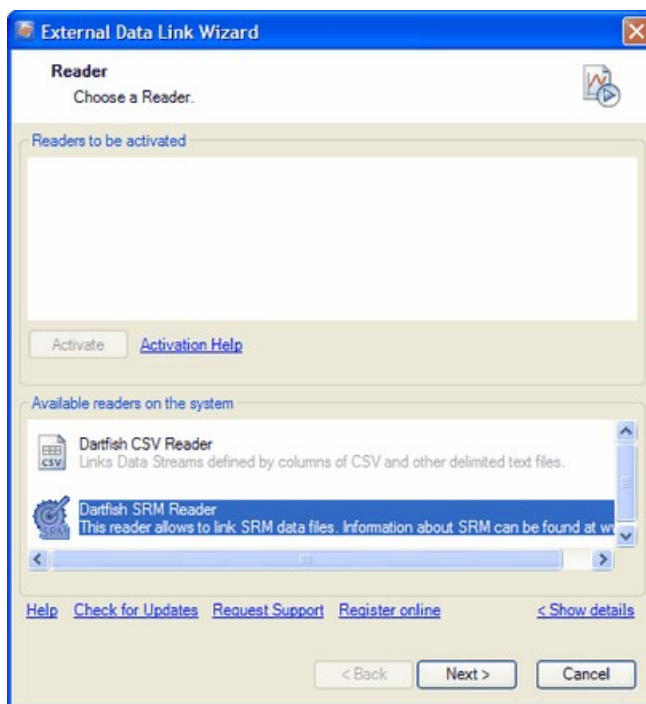 External Data Link Wizard
Reader
Choose a Reader.
Readers to be activated
Activate Activation Help
Available readers on the system
CSV
Dartfish CSV Reader
Links Data Streams defined by columns of CSV and other delimited text files.
SRM
Dartfish SRM Reader
This reader allows to link SRM data files. Information about SRM can be found at
Help Check for Updates Request Support Register online < Show details
< Back Next > Cancel